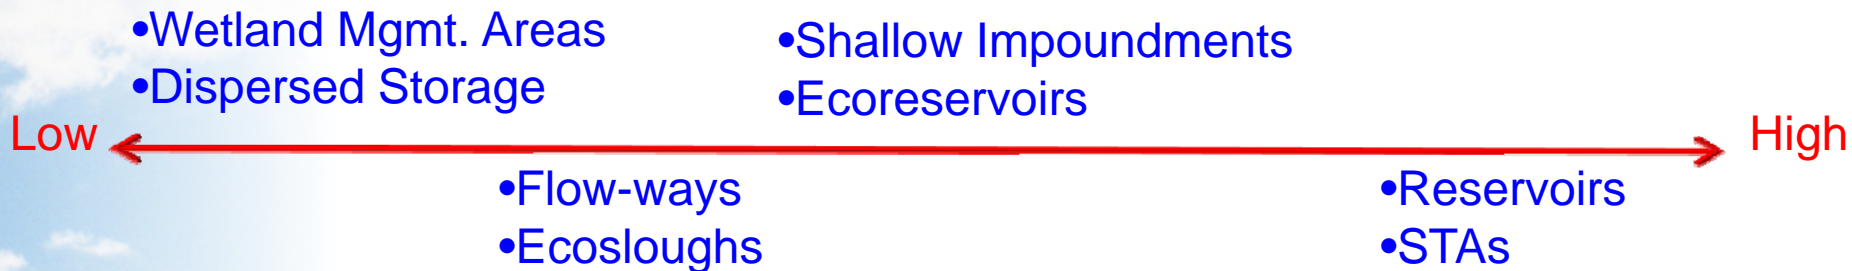 •Wetland Mgmt. Areas
•Dispersed Storage
•Shallow Impoundments
•Ecoreservoirs
Low
High
•Flow-ways
•Ecosloughs
•Reservoirs
•STAs